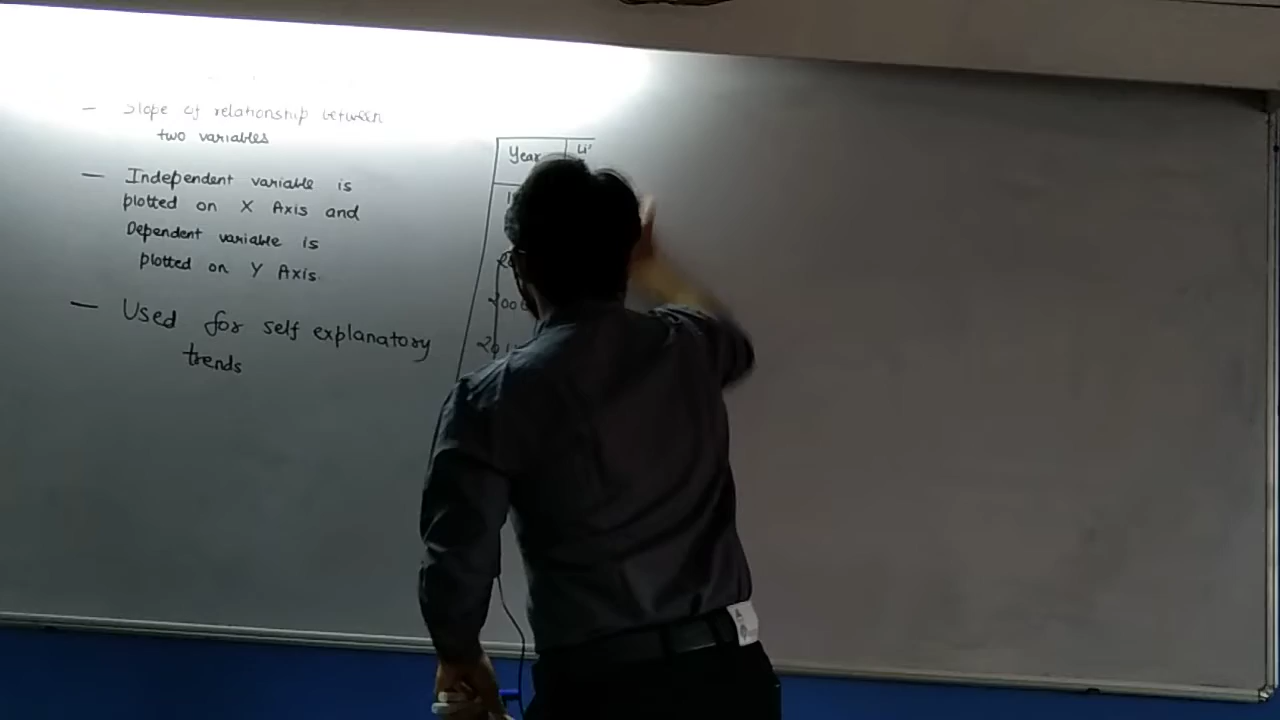 — Slope of relationship between
two variables
— Independent variable is
plotted on X Axis and
Dependent variable is
plotted on Y Axis.
— Used for self explanatory
trends
Year